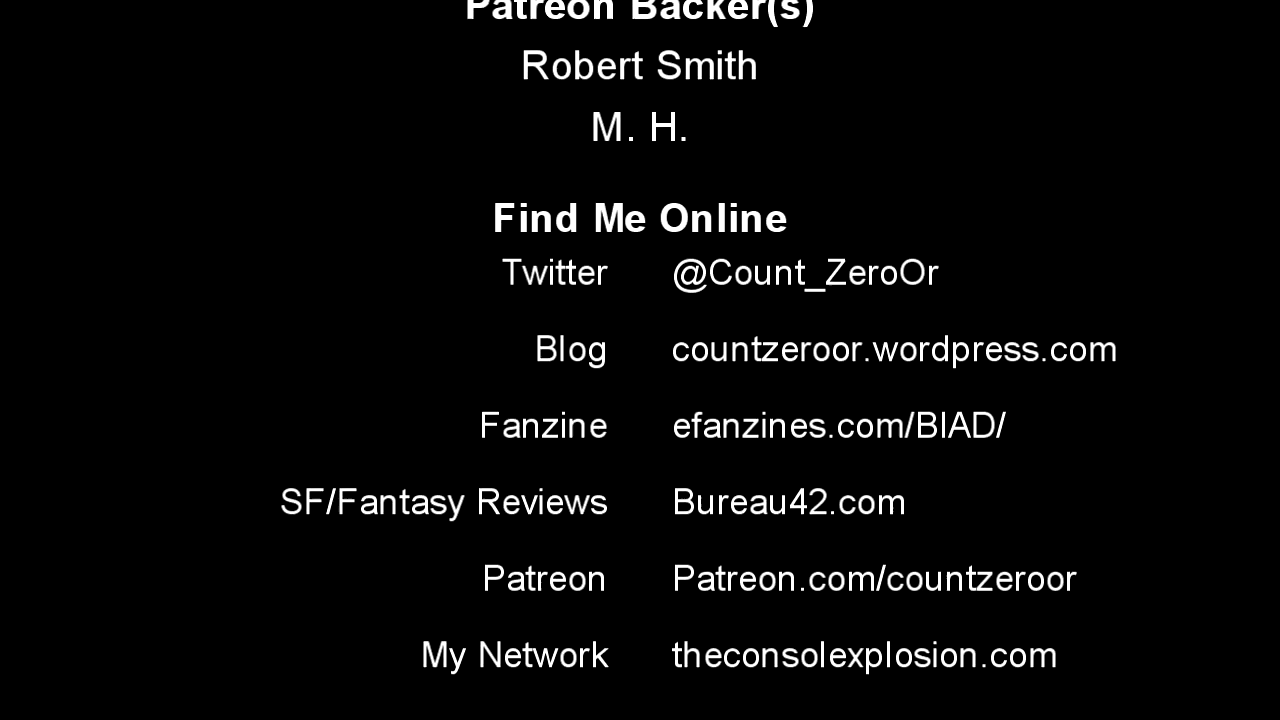 Patreon Backer(s)
Robert Smith
M. H.
Find Me Online
Twitter @Count_ZeroOr
Blog countzeroor.wordpress.com
Fanzine efanzines.com/BIAD/
SF/Fantasy Reviews Bureau42.com
Patreon Patreon.com/countzeroor
My Network theconsolexplosion.com